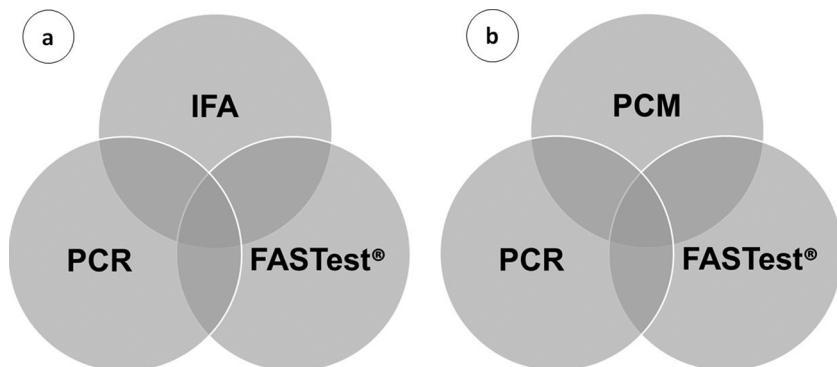 a
IFA
PCR
FASTest®
b
PCM
PCR
FASTest®